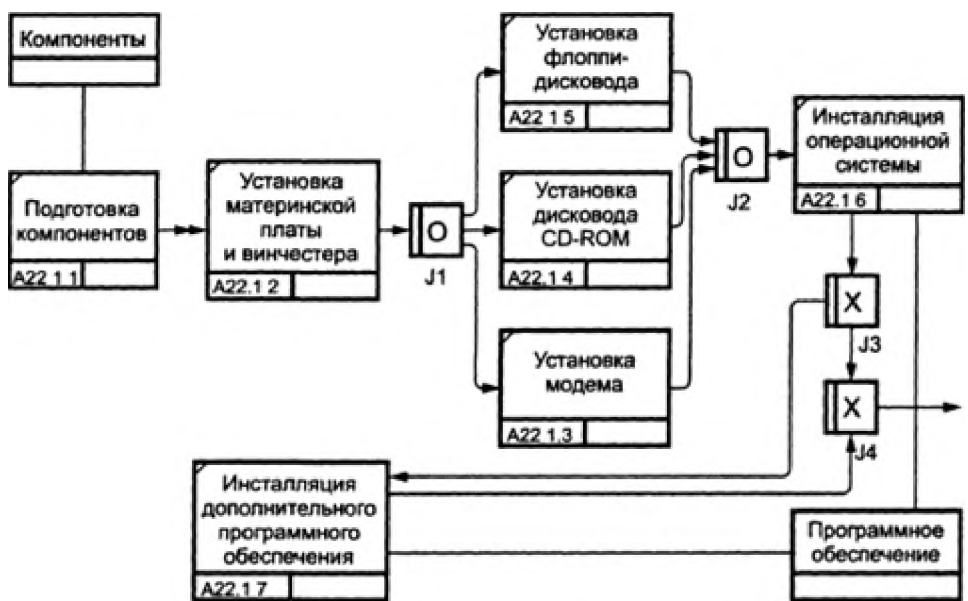 Компоненты
Подготовка
компонентов
A22 1 1
Установка
материнской
платы
и винчестера
A22.1 2
O
J1
Установка
флоппи-
дисковода
A22 1 5
Установка
дисковода
CD-ROM
A22.1 4
Установка
модема
A22 1.3
O
J2
Инсталляция
операционной
системы
A22.1 6
X
J3
X
J4
Инсталляция
дополнительного
программного
обеспечения
A22.1 7
Программное
обеспечение